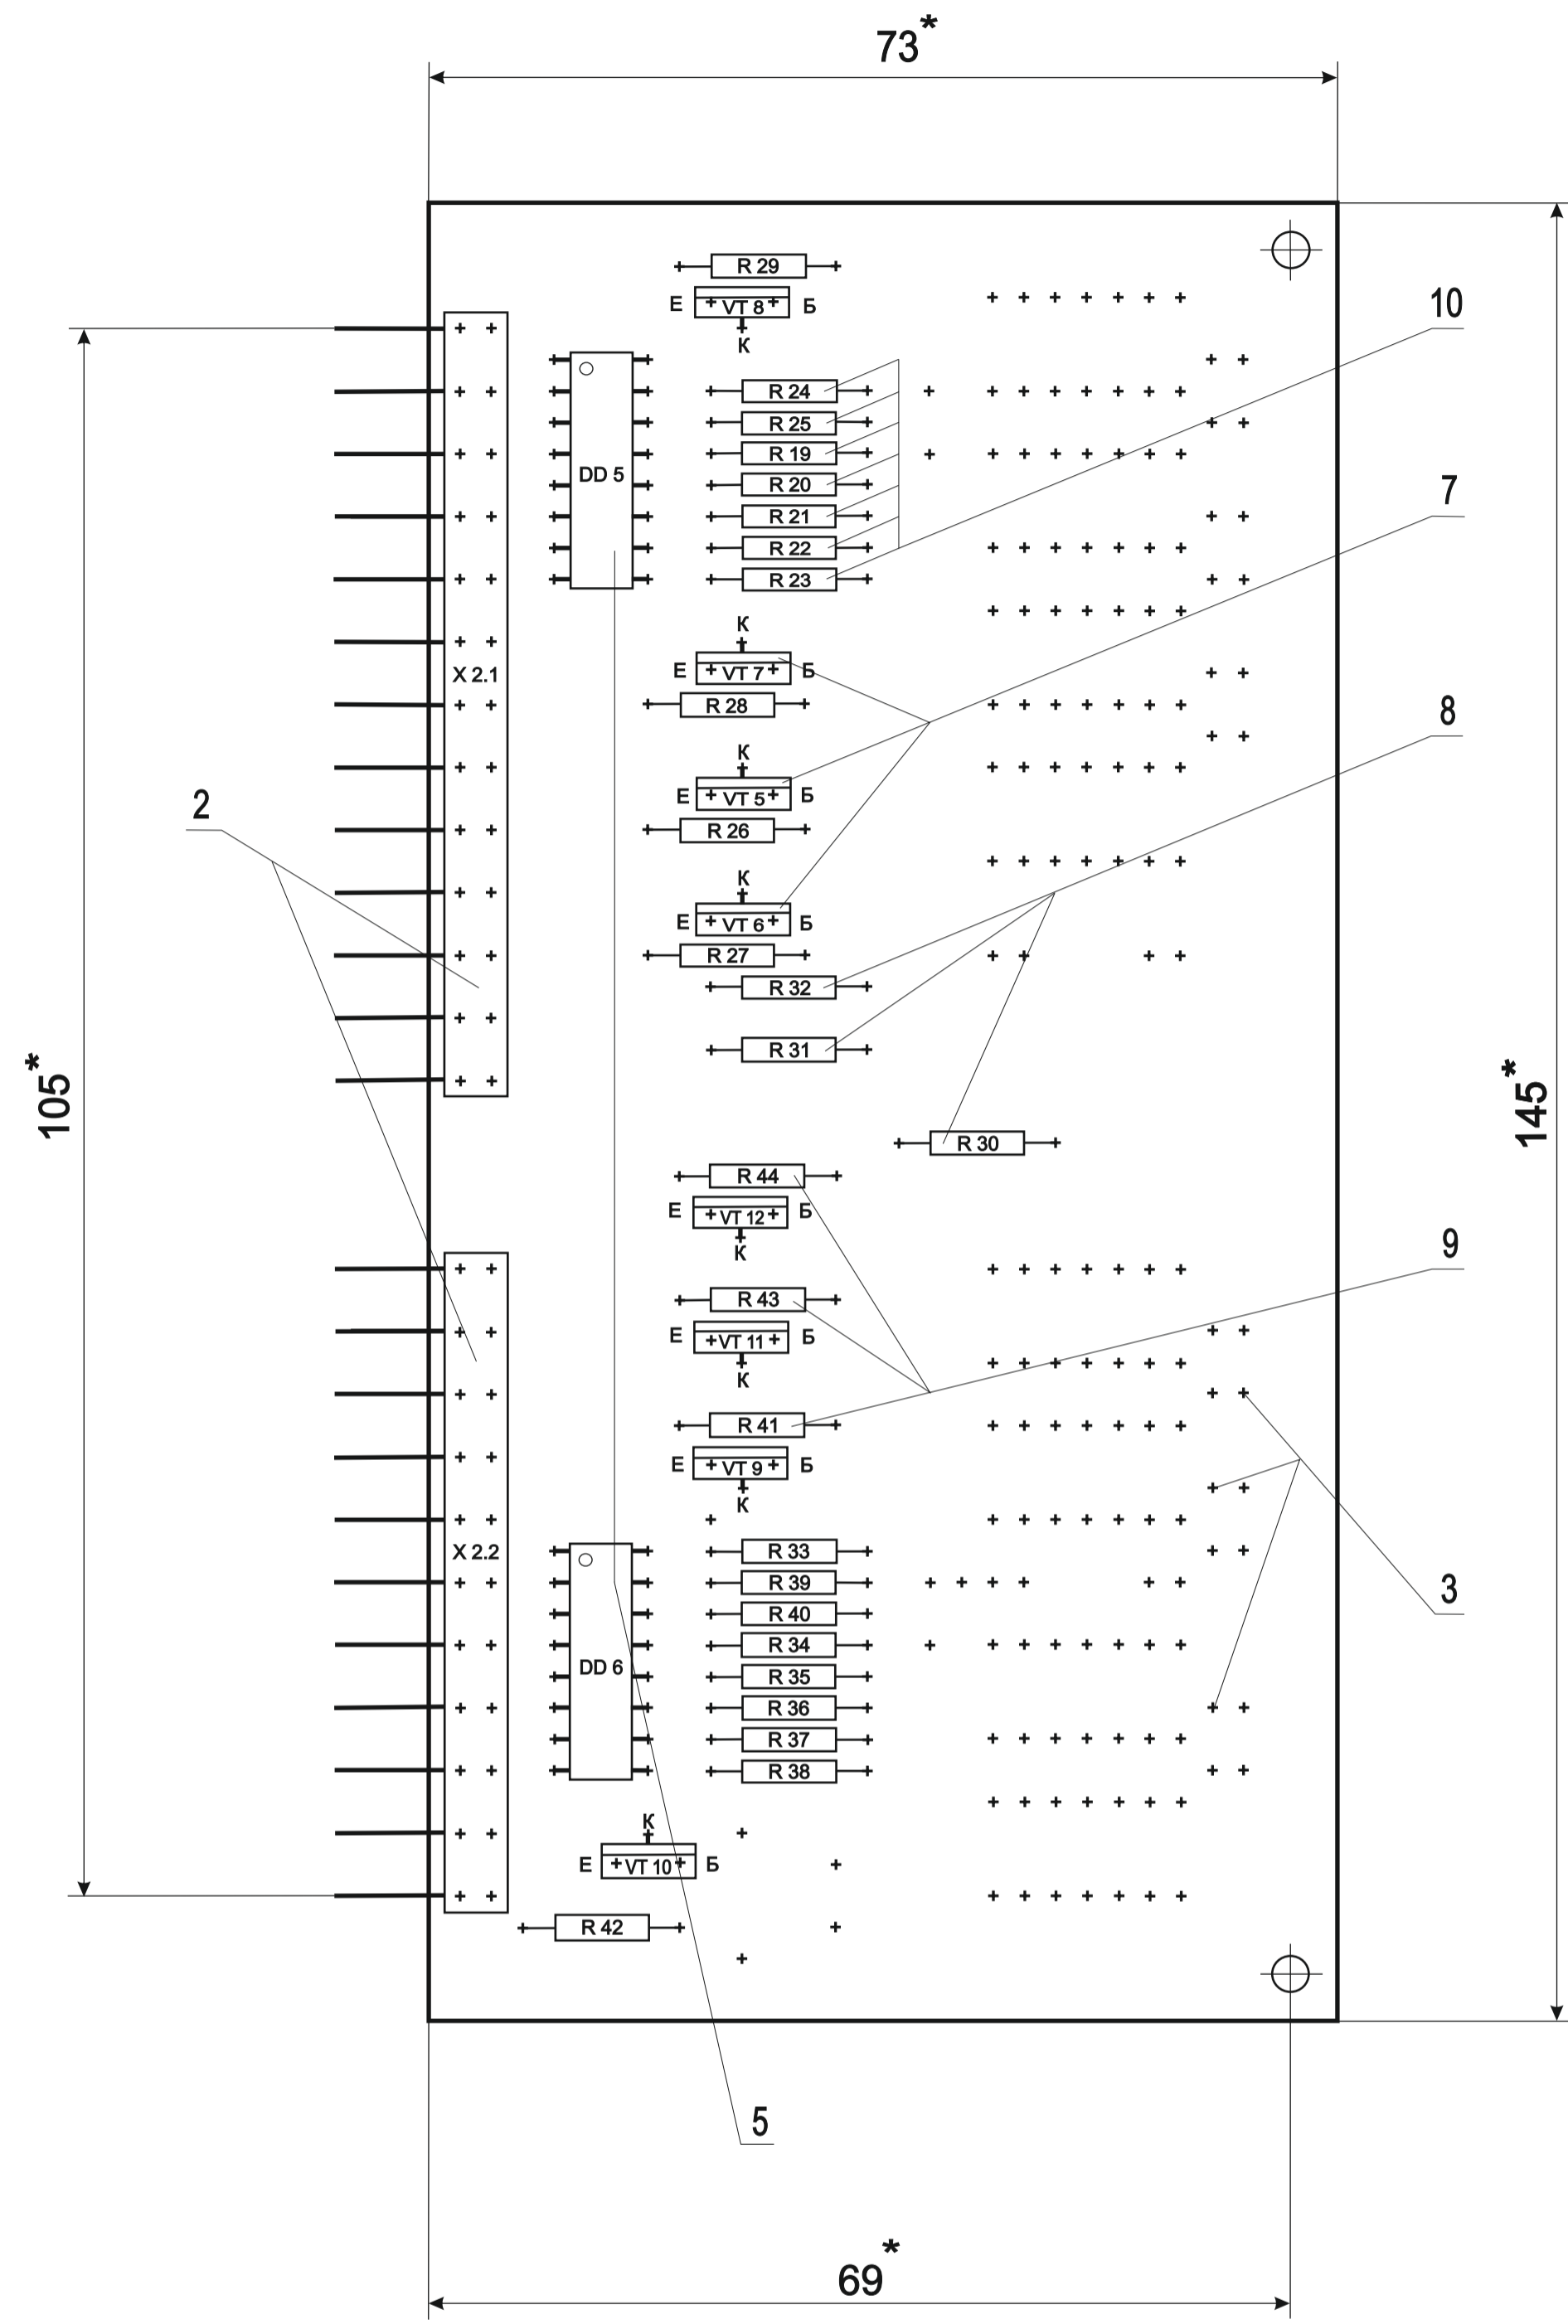 73*
R 29
Е VT 8 Б
К
10
R 24
R 25
R 19
DD 5
R 20
7
R 21
R 22
R 23
К
Е VT 7 Б
X 2.1
R 28
8
К
Е VT 5 Б
2
R 26
К
Е VT 6 Б
R 27
R 32
R 31
105*
145*
R 30
R 44
Е VT 12 Б
К
9
R 43
Е VT 11 Б
К
R 41
Е VT 9 Б
К
X 2.2
R 33
R 39
3
R 40
R 34
DD 6
R 35
R 36
R 37
R 38
К
Е VT 10 Б
R 42
5
69*